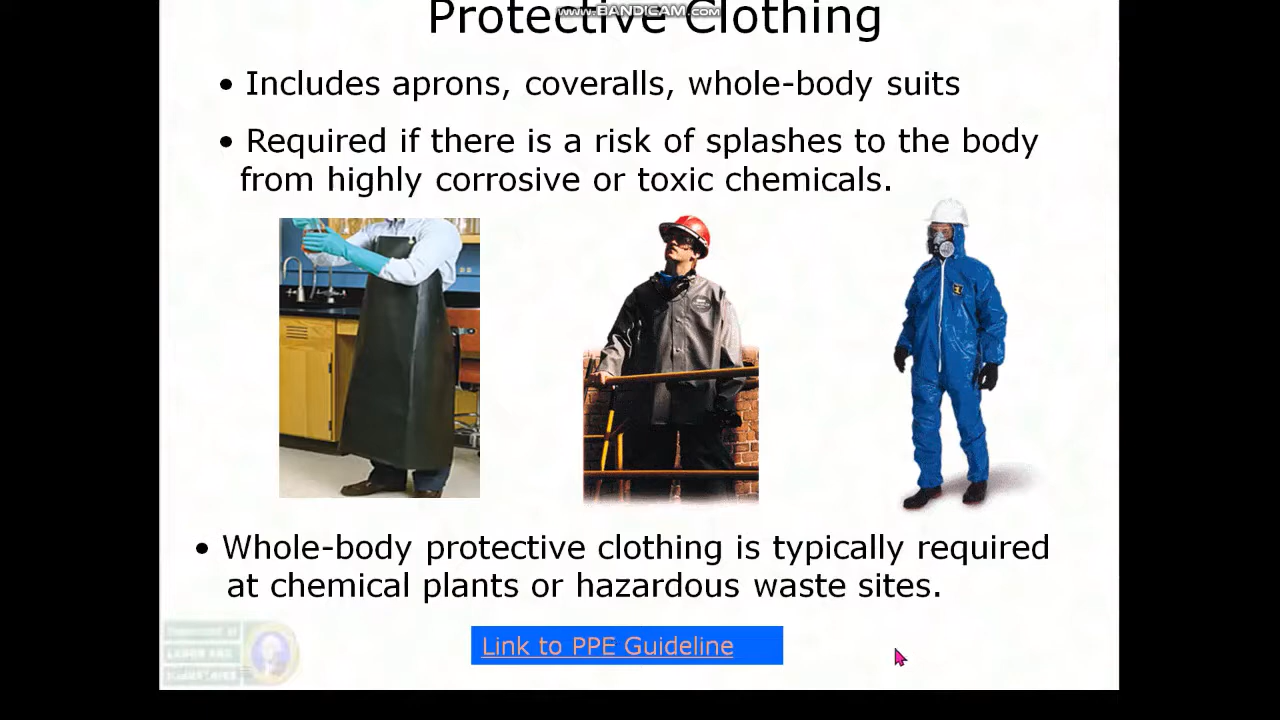 Protective Clothing
www.BANDICAM.com
• Includes aprons, coveralls, whole-body suits
• Required if there is a risk of splashes to the body
from highly corrosive or toxic chemicals.
• Whole-body protective clothing is typically required
at chemical plants or hazardous waste sites.
Link to PPE Guideline